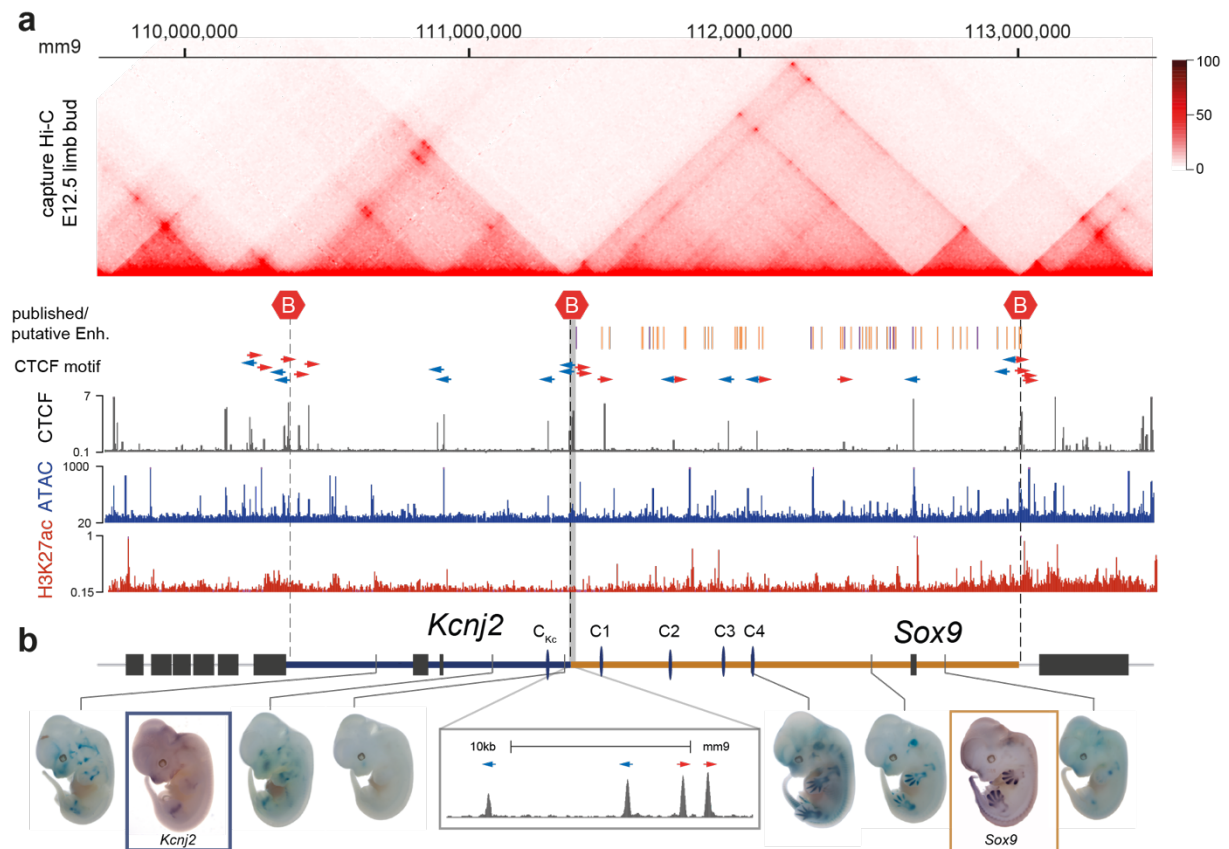 a
110,000,000 111,000,000 112,000,000 113,000,000
mm9
100
50
0
capture Hi-C
E12.5 limb bud
B B B
published/
putative Enh.
CTCF motif
7
CTCF
0.1
1000
ATAC
20
1
H3K27ac
0.15
b
Kcnj2 Sox9
CKc C1 C2 C3 C4
10kb mm9
Kcnj2 Sox9